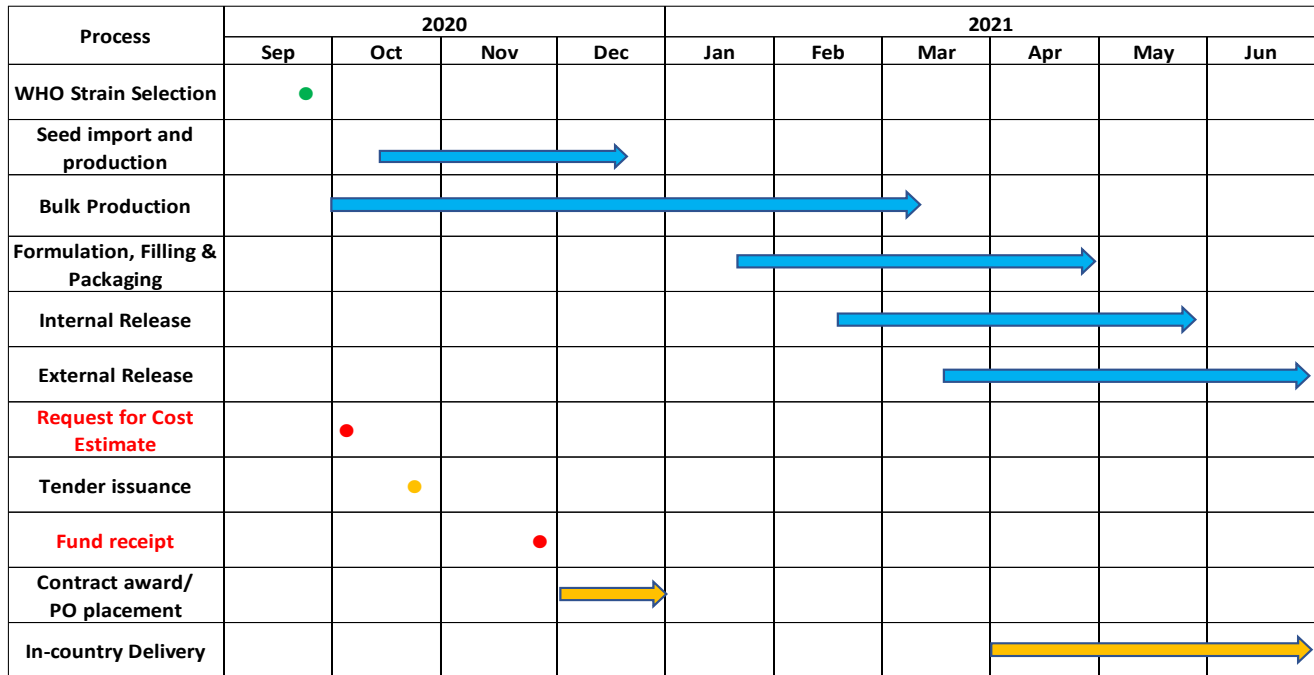 Process
2020
2021
Sep
Oct
Nov
Dec
Jan
Feb
Mar
Apr
May
Jun
WHO Strain Selection
Seed import and
production
Bulk Production
Formulation, Filling &
Packaging
Internal Release
External Release
Request for Cost
Estimate
Tender issuance
Fund receipt
Contract award/
PO placement
In-country Delivery